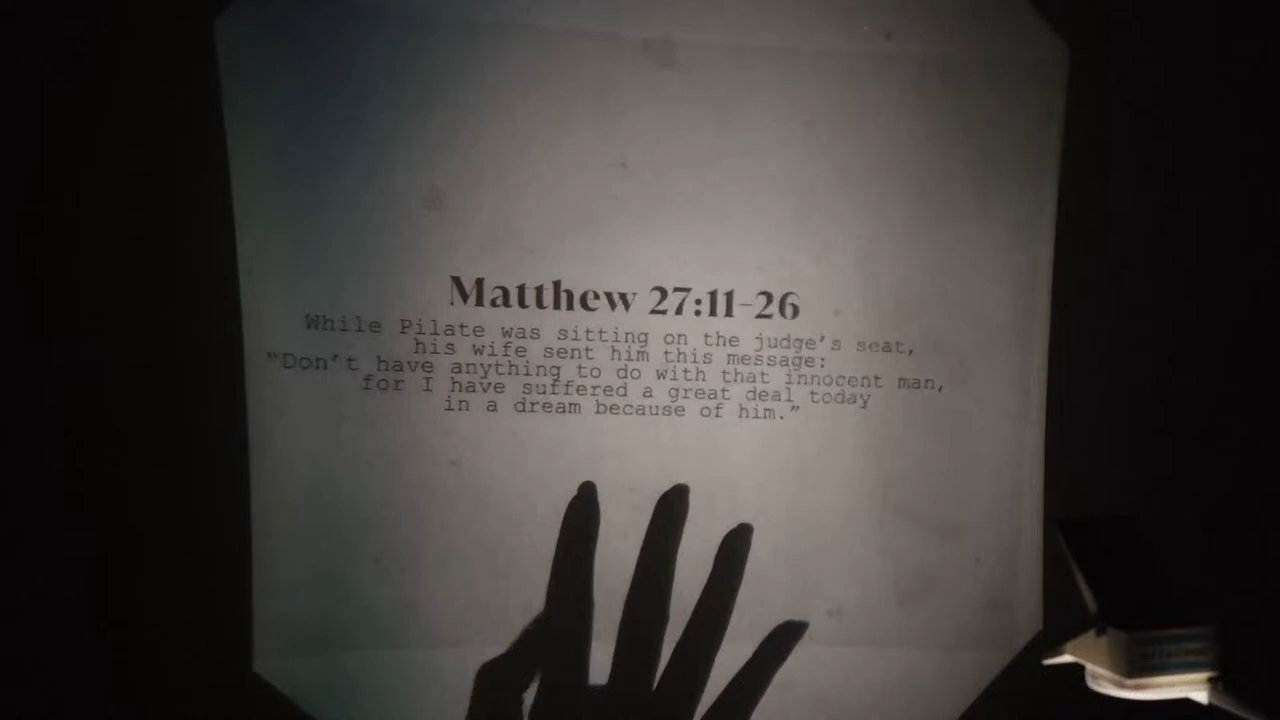 Matthew 27:11-26
While Pilate was sitting on the judge's seat,
his wife sent him this message:
"Don't have anything to do with that innocent man,
for I have suffered a great deal today
in a dream because of him."